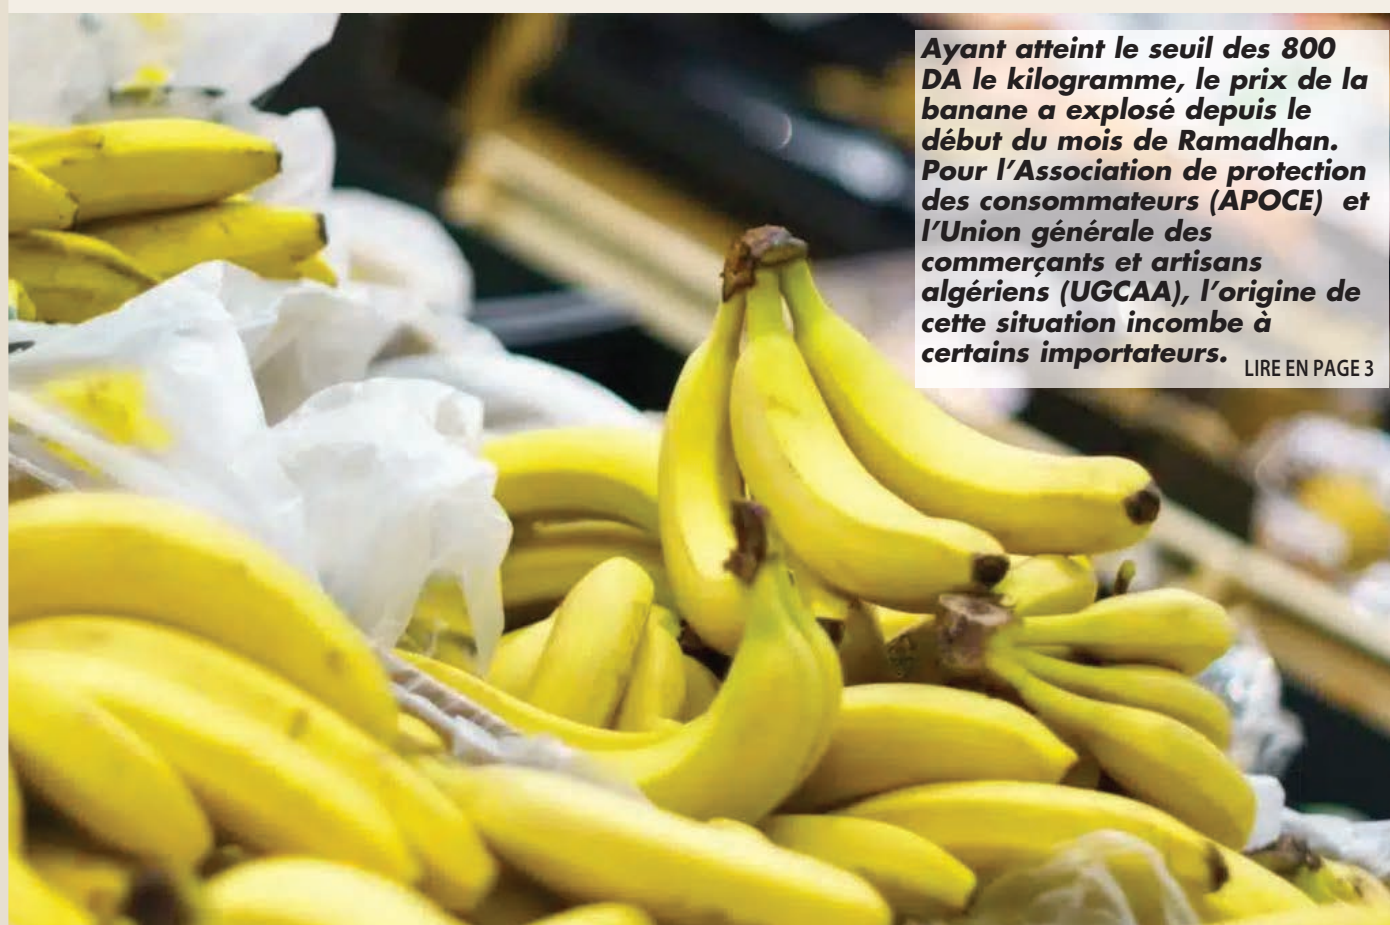 Ayant atteint le seuil des 800
DA le kilogramme, le prix de la
banane a explosé depuis le
début du mois de Ramadhan.
Pour l’Association de protection
des consommateurs (APOCE)  et
l’Union générale des
commerçants et artisans
algériens (UGCAA), l’origine de
cette situation incombe à
certains importateurs.
LIRE EN PAGE 3